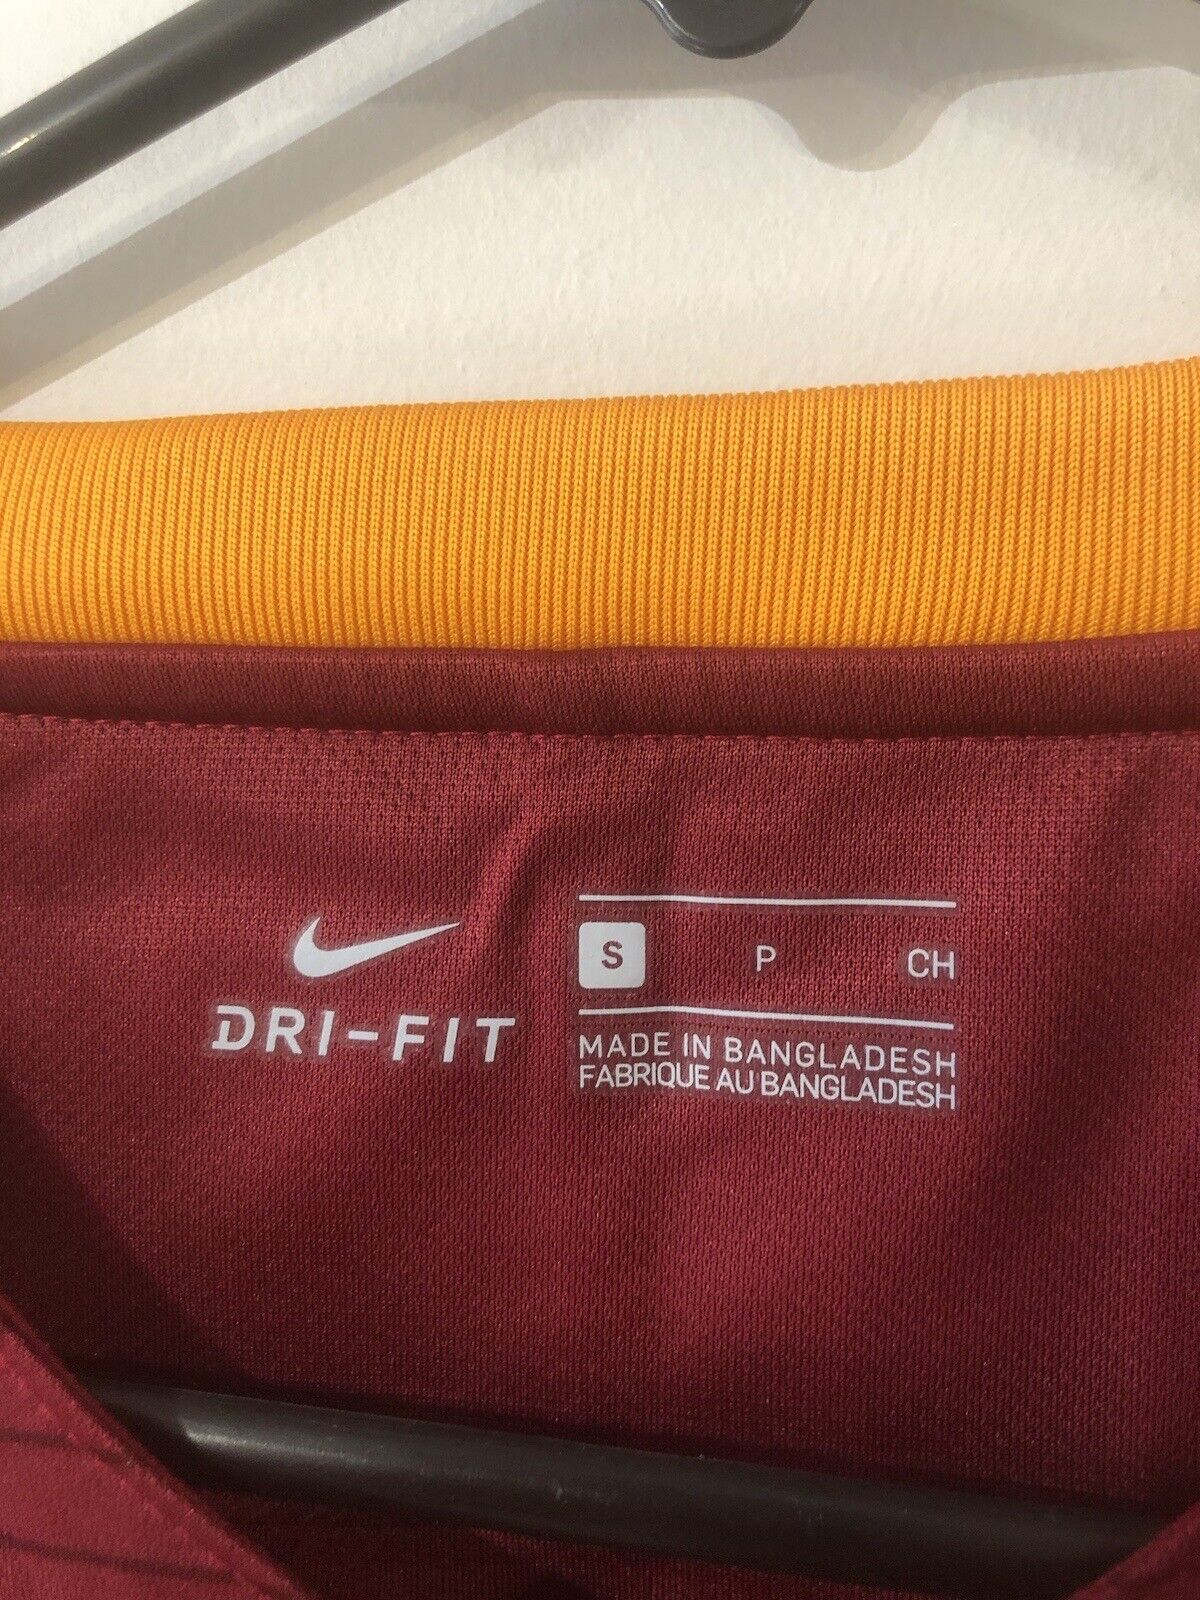 DRI-FIT
S P CH
MADE IN BANGLADESH
FABRIQUE AU BANGLADESH